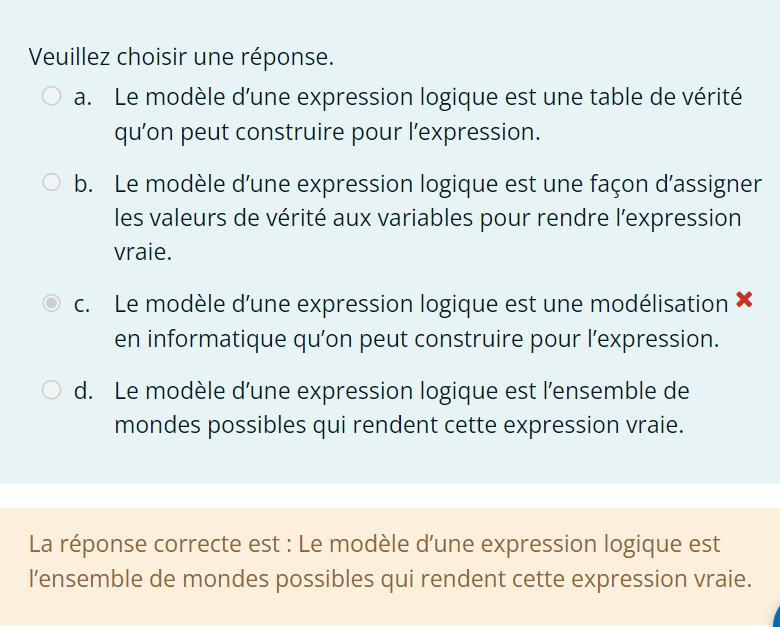 Veuillez choisir une réponse.
a. Le modèle d’une expression logique est une table de vérité
qu’on peut construire pour l’expression.
b. Le modèle d’une expression logique est une façon d’assigner
les valeurs de vérité aux variables pour rendre l’expression
vraie.
c. Le modèle d’une expression logique est une modélisation
en informatique qu’on peut construire pour l’expression.
d. Le modèle d’une expression logique est l’ensemble de
mondes possibles qui rendent cette expression vraie.
La réponse correcte est : Le modèle d’une expression logique est
l’ensemble de mondes possibles qui rendent cette expression vraie.